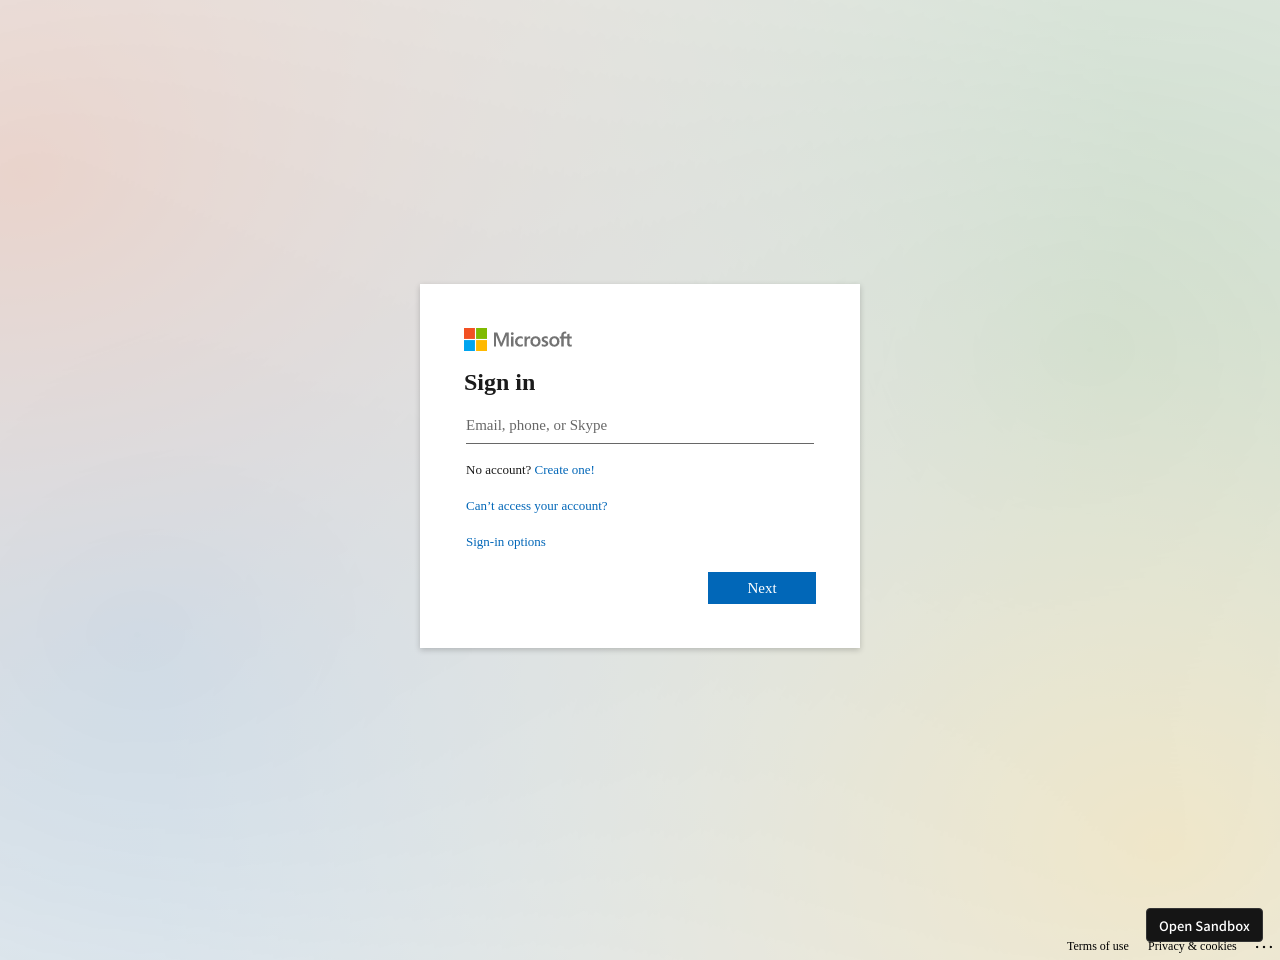 Microsoft
Sign in
Email, phone, or Skype
No account? Create one!
Can’t access your account?
Sign-in options
Next
Open Sandbox
Terms of use Privacy & cookies ...